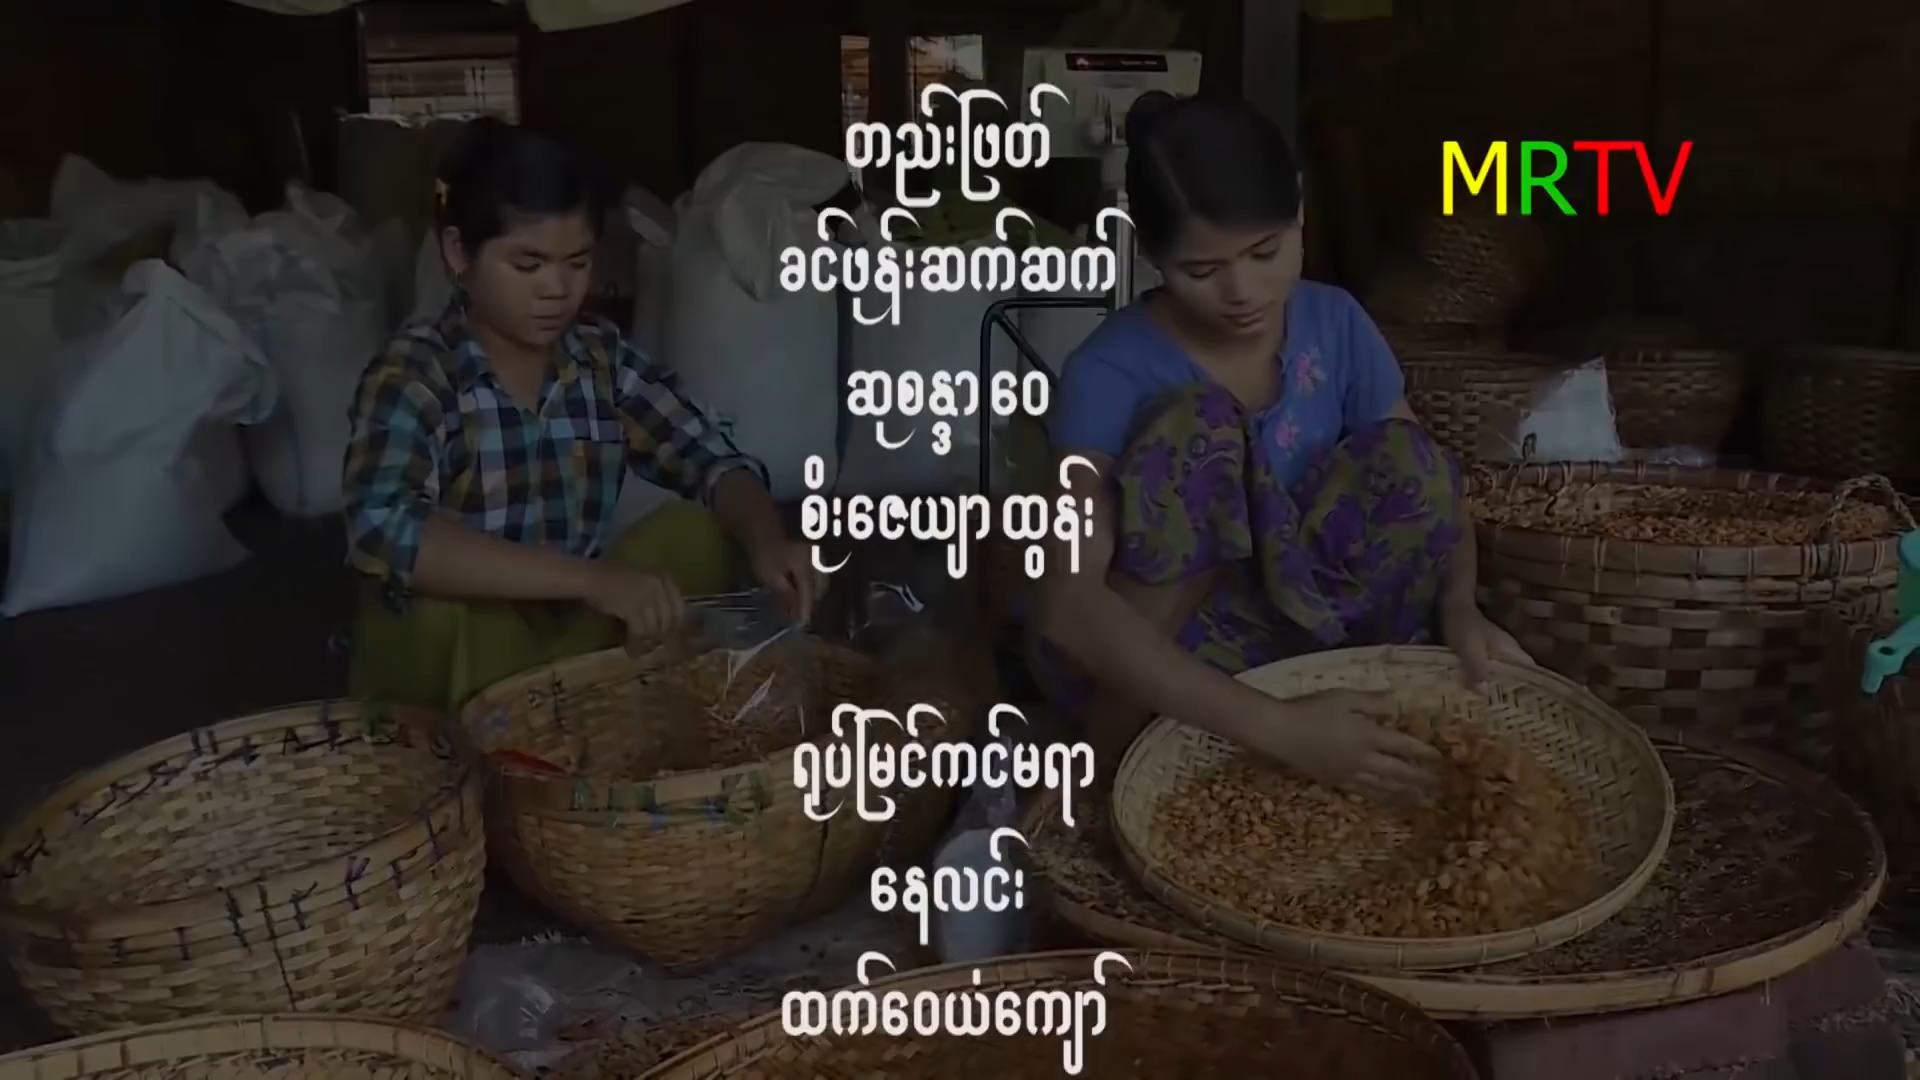 တည်းဖြတ်
MRTV
ခင်ဖုန်းဆက်ဆက်
ဆုစန္ဒာဝေ
စိုးဇေယျာထွန်း
ရုပ်မြင်ကင်မရာ
နေလင်း
ထက်ဝေယံကျော်